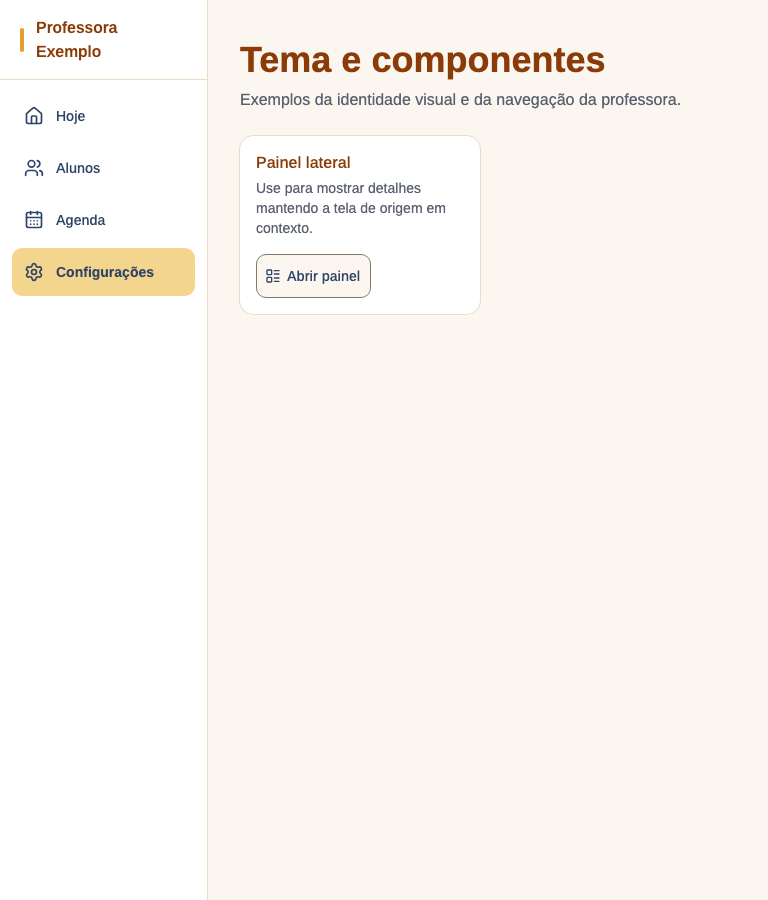 Professora
Exemplo
Hoje
Alunos
Agenda
Configurações
Tema e componentes
Exemplos da identidade visual e da navegação da professora.
Painel lateral
Use para mostrar detalhes
mantendo a tela de origem em
contexto.
Abrir painel